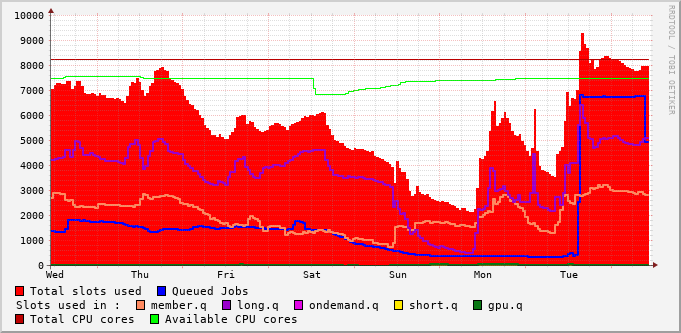 10000
9000
8000
7000
6000
5000
4000
3000
2000
1000
0
Wed Thu Fri Sat Sun Mon Tue
Total slots used Queued Jobs
Slots used in : member.q long.q ondemand.q short.q gpu.q
Total CPU cores Available CPU cores
RRDTOOL / TOBI OETIKER